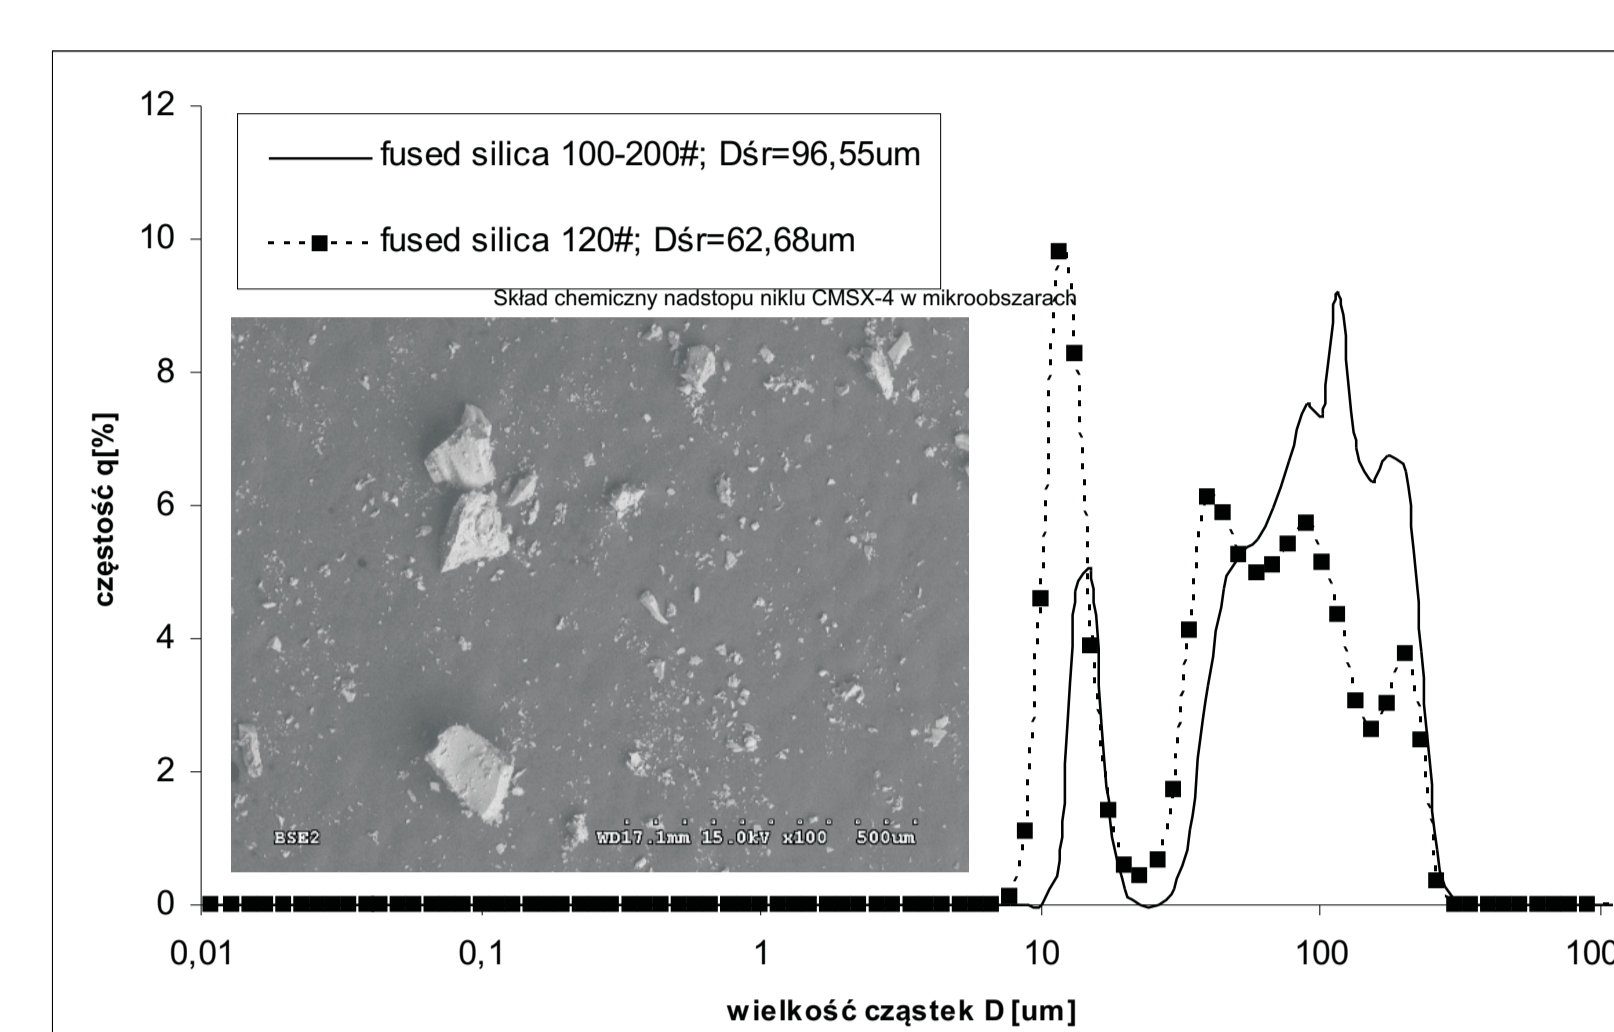 12
fused silica 100-200#; Dśr=96,55um
10
fused silica 120#; Dśr=62,68um
Skład chemiczny nadstopu niklu CMSX-4 w mikroobszarach
8
częstość q[%]
6
4
2
BSE2 WD17.1mm 15.0kV x100 500um
0
0,01 0,1 1 10 100 100
wielkość cząstek D [um]